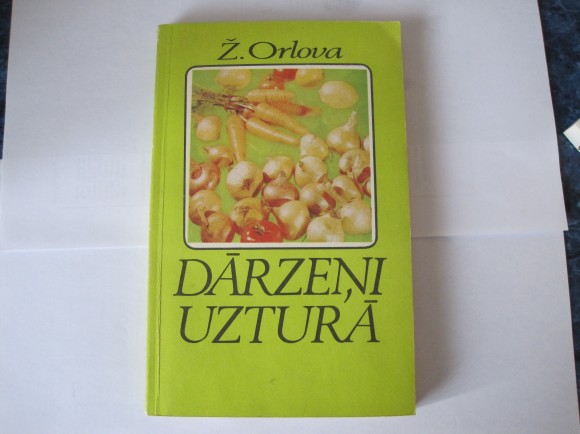 Ž. Orlova
DĀRZEŅI
UZTURĀ